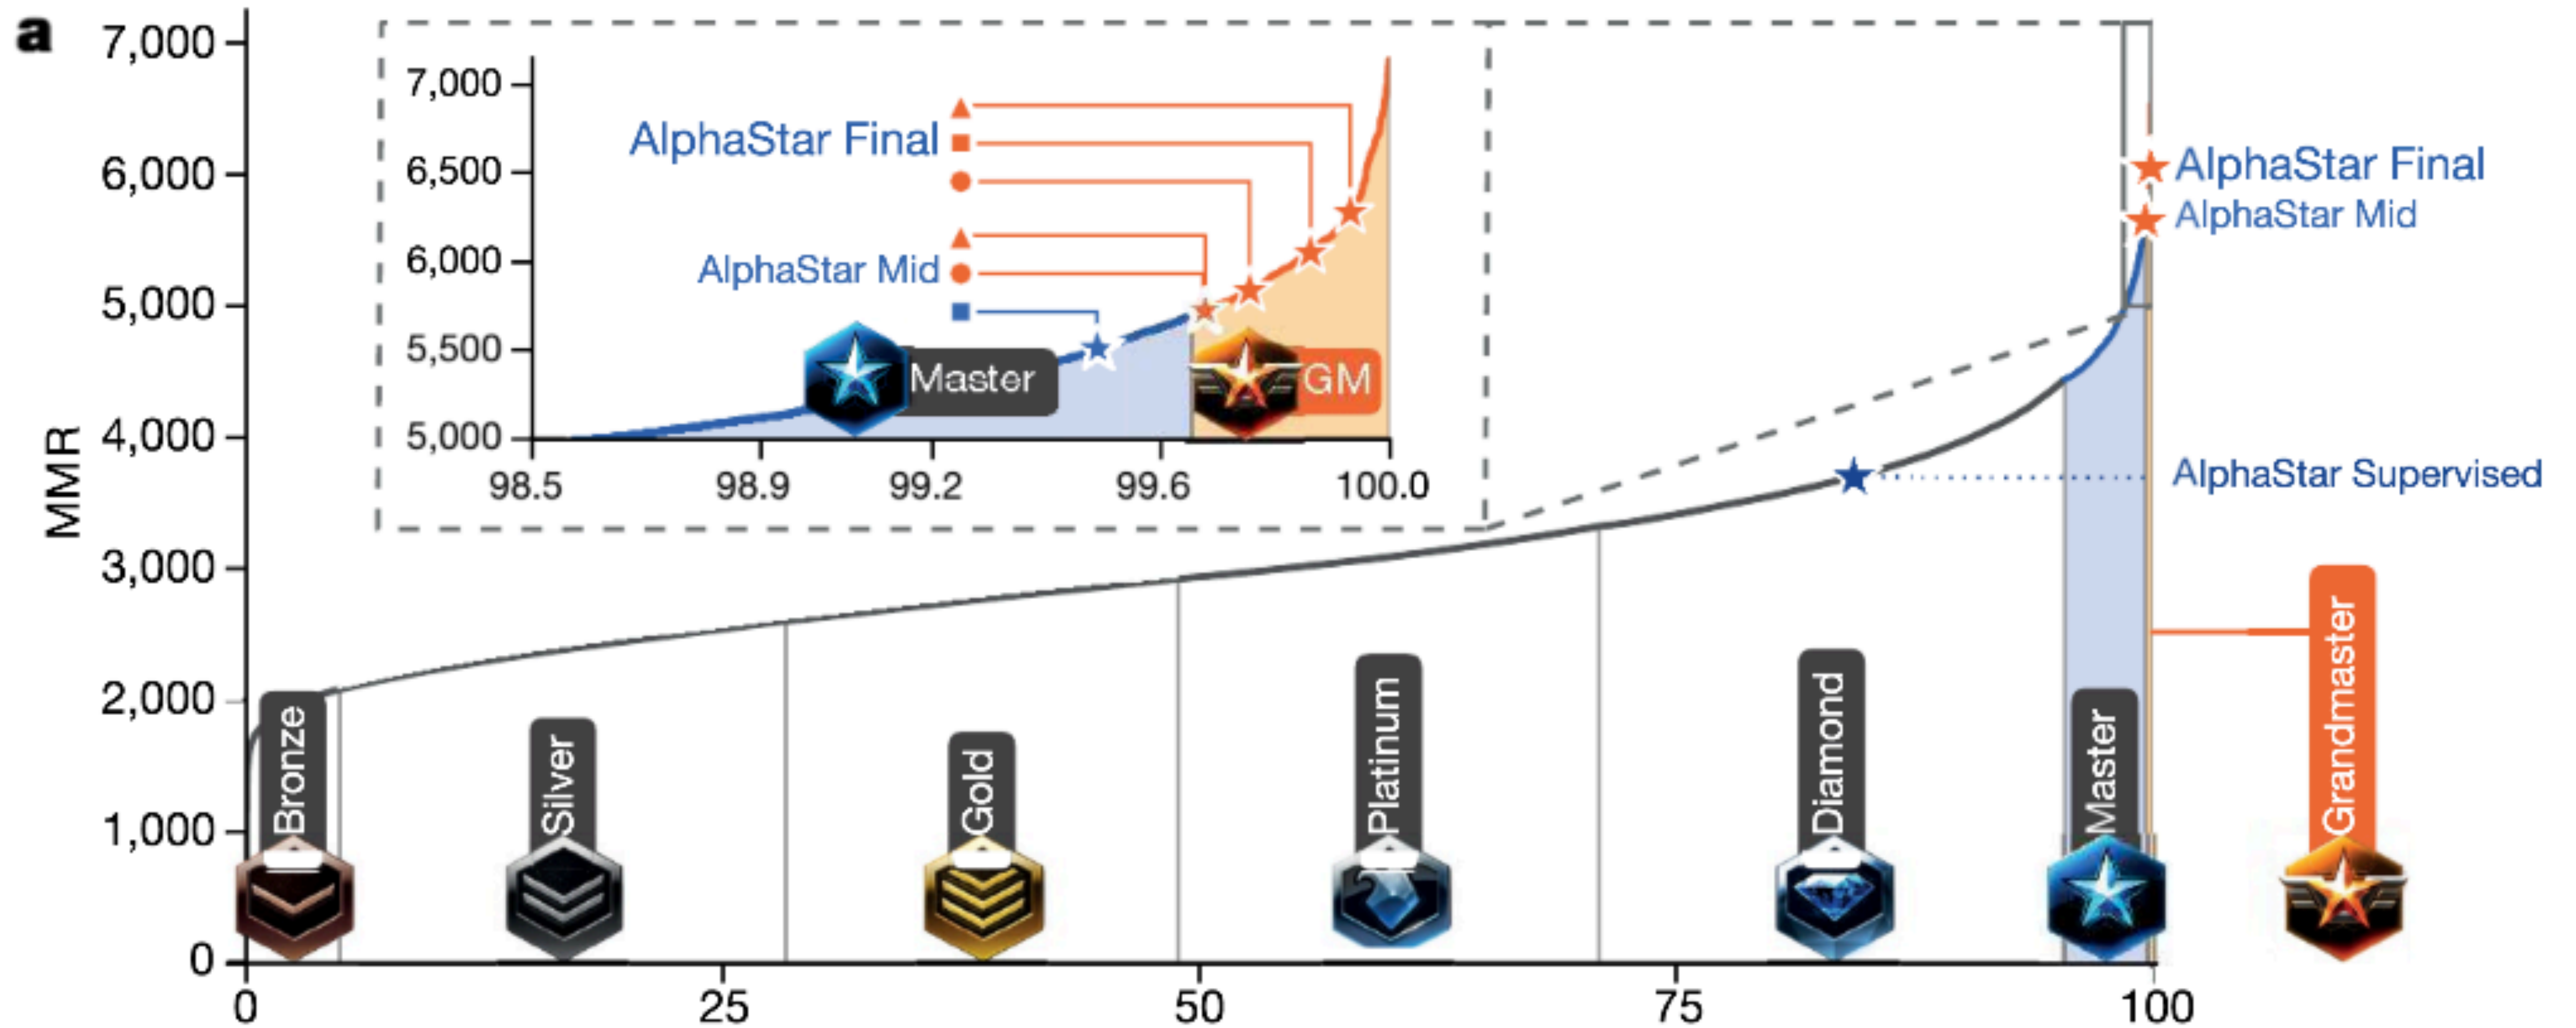 a
7,000
6,000
5,000
4,000
3,000
2,000
1,000
0
MMR
7,000
6,500
6,000
5,500
5,000
AlphaStar Final
AlphaStar Mid
Master
GM
98.5 98.9 99.2 99.6 100.0
AlphaStar Final
AlphaStar Mid
AlphaStar Supervised
Bronze
Silver
Gold
Platinum
Diamond
Master
Grandmaster
0 25 50 75 100